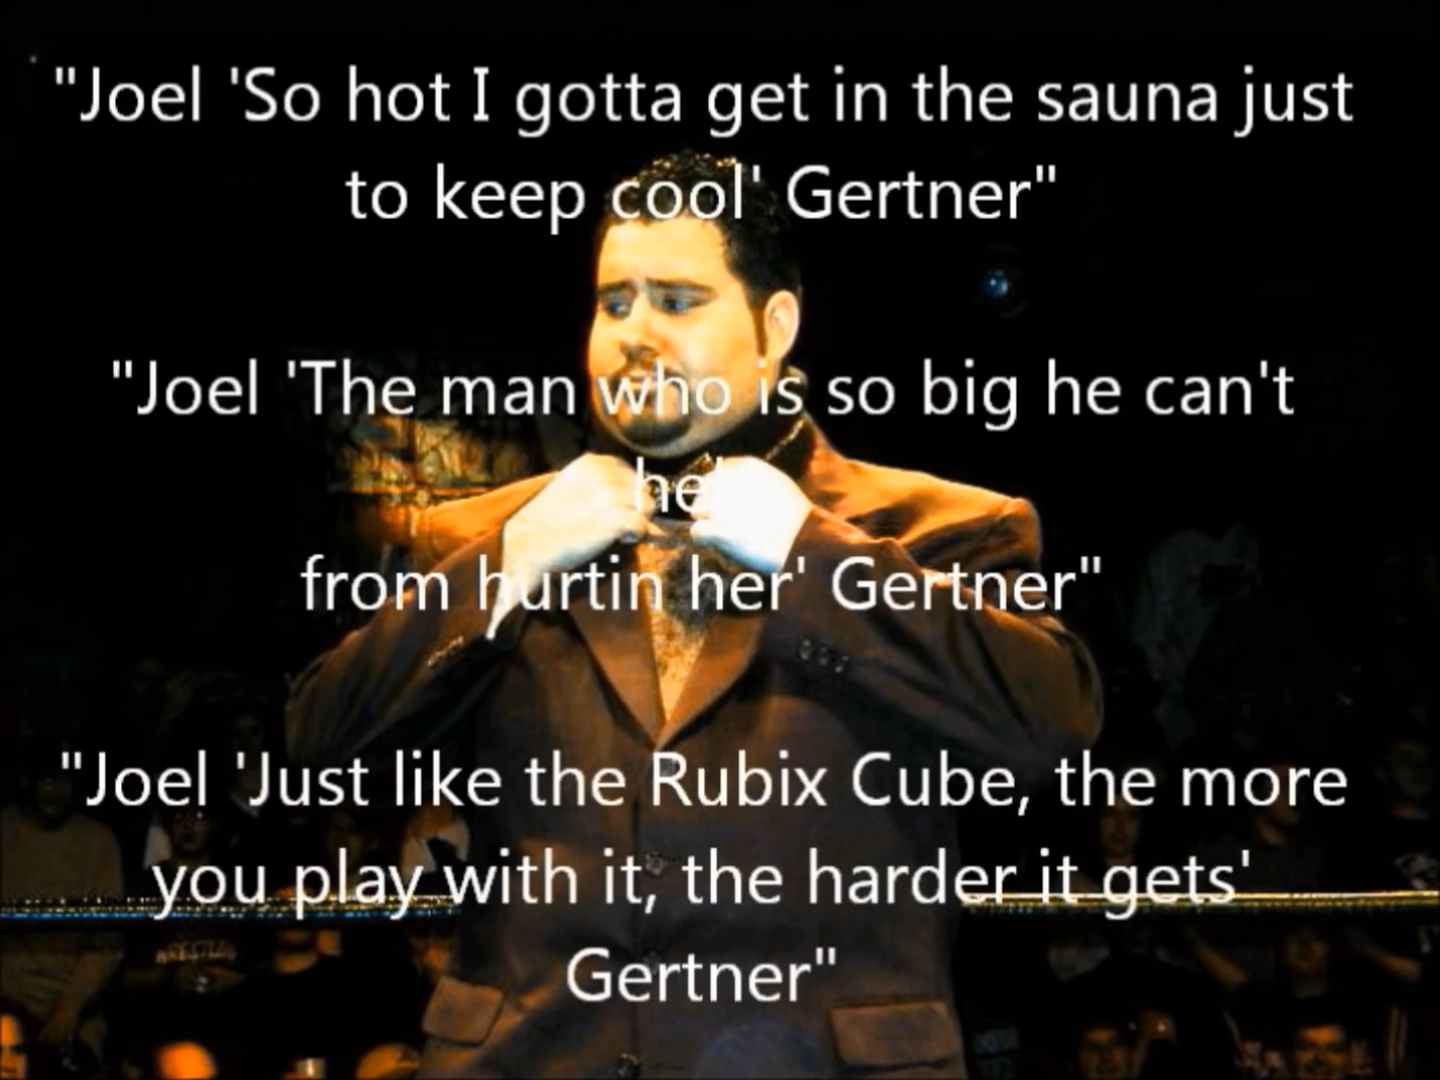 "Joel 'So hot I gotta get in the sauna just
to keep cool' Gertner"
"Joel 'The man who is so big he can't
help
from hurtin her' Gertner"
"Joel 'Just like the Rubix Cube, the more
you play with it, the harder it gets'
Gertner"